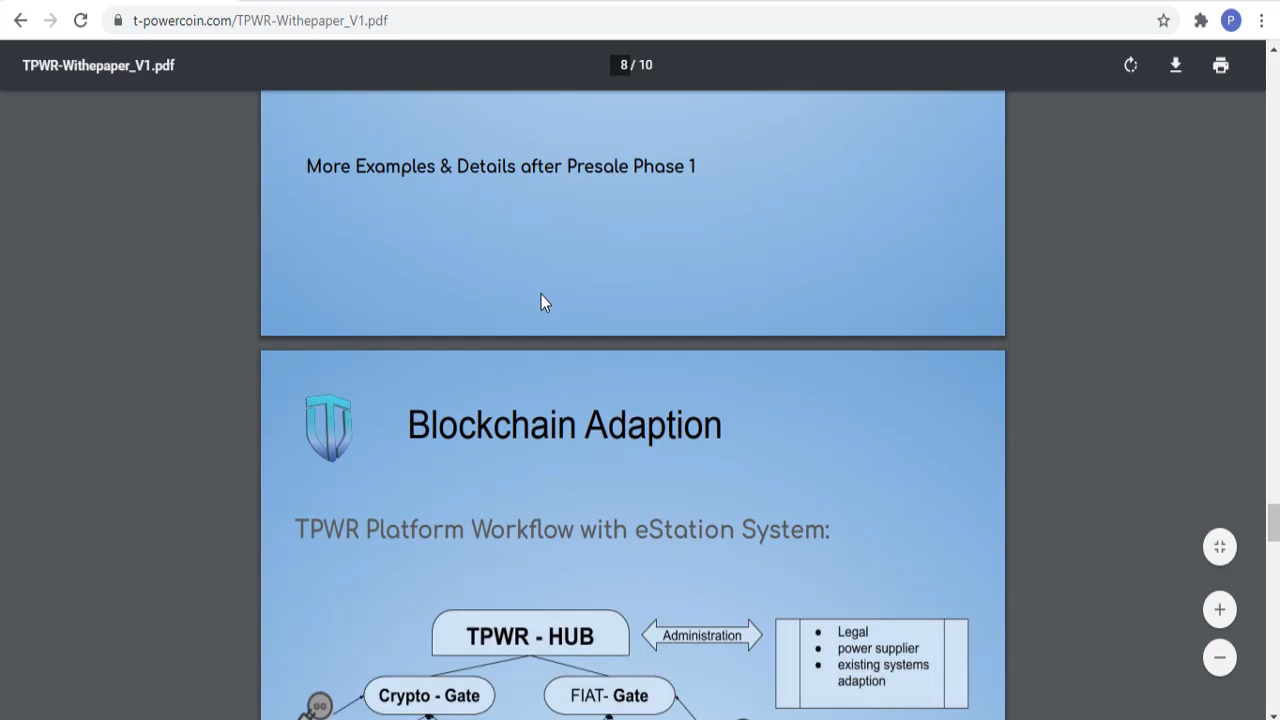 t-powercoin.com/TPWR-Withepaper_V1.pdf
P
TPWR-Withepaper_V1.pdf
8 / 10
More Examples & Details after Presale Phase 1
Blockchain Adaption
TPWR Platform Workflow with eStation System:
TPWR - HUB
Administration
Legal
power supplier
existing systems
adaption
Crypto - Gate
FIAT- Gate